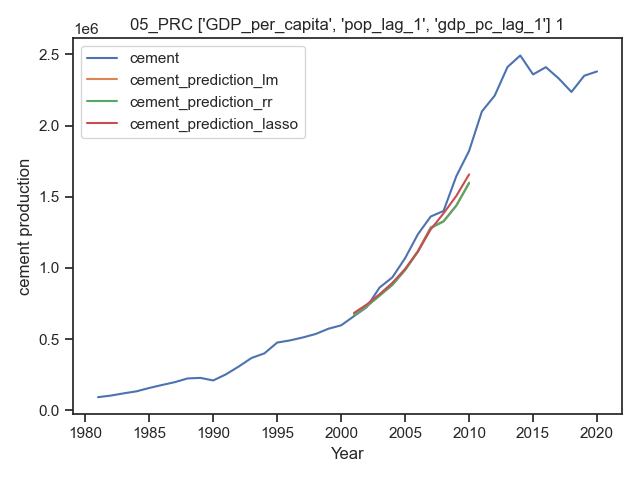 05_PRC ['GDP_per_capita', 'pop_lag_1', 'gdp_pc_lag_1'] 1
1e6
cement
cement_prediction_lm
cement_prediction_rr
cement_prediction_lasso
2.5
2.0
1.5
1.0
0.5
0.0
cement production
1980 1985 1990 1995 2000 2005 2010 2015 2020
Year